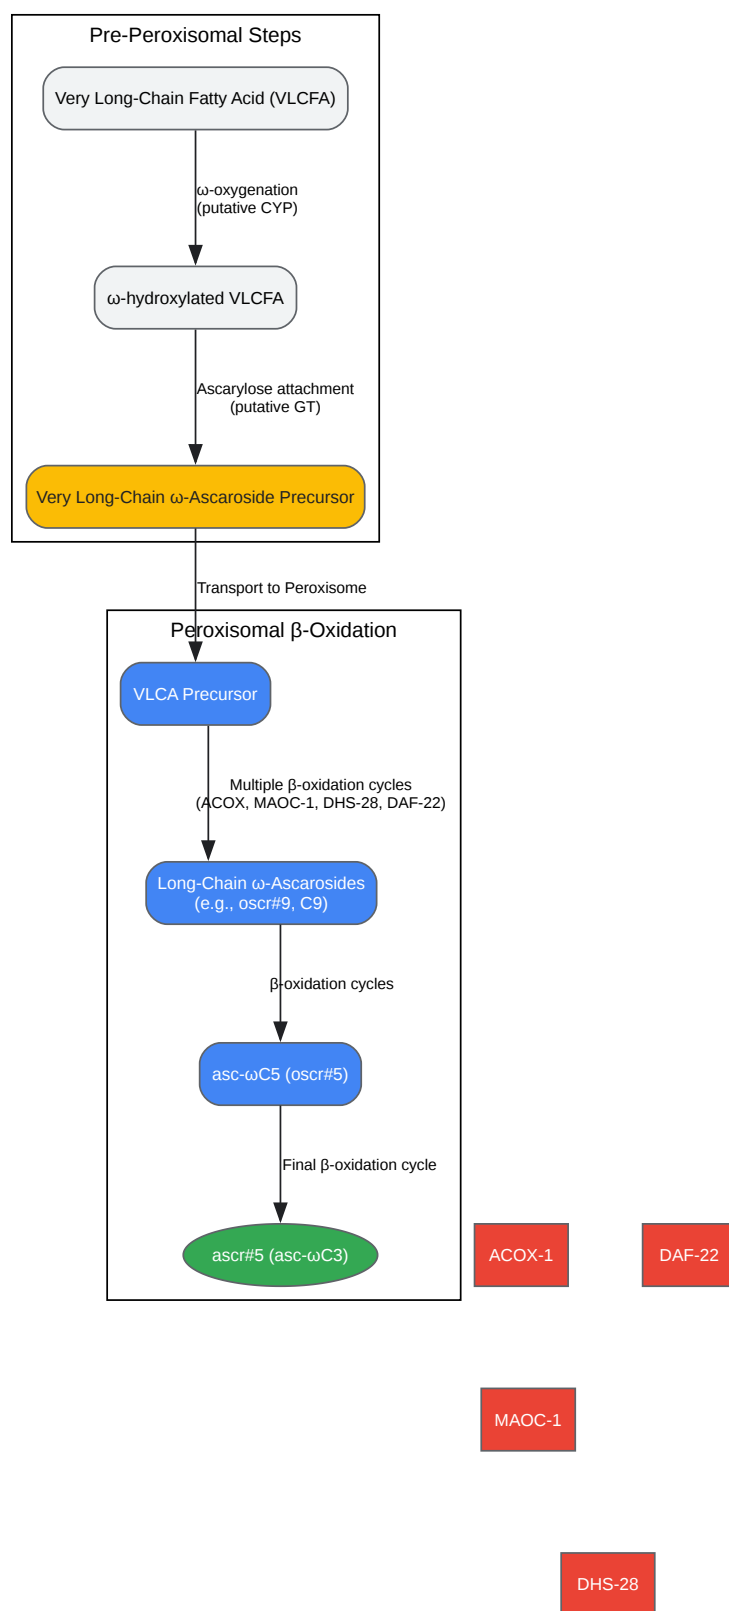 Pre-Peroxisomal Steps
Very Long-Chain Fatty Acid (VLCFA)
ω-oxygenation
(putative CYP)
ω-hydroxylated VLCFA
Ascarylose attachment
(putative GT)
Very Long-Chain ω-Ascaroside Precursor
Transport to Peroxisome
Peroxisomal β-Oxidation
VLCA Precursor
Multiple β-oxidation cycles
(ACOX, MAOC-1, DHS-28, DAF-22)
Long-Chain ω-Ascarosides
(e.g., oscr#9, C9)
β-oxidation cycles
asc-ωC5 (oscr#5)
Final β-oxidation cycle
ascr#5 (asc-ωC3)
ACOX-1
DAF-22
MAOC-1
DHS-28